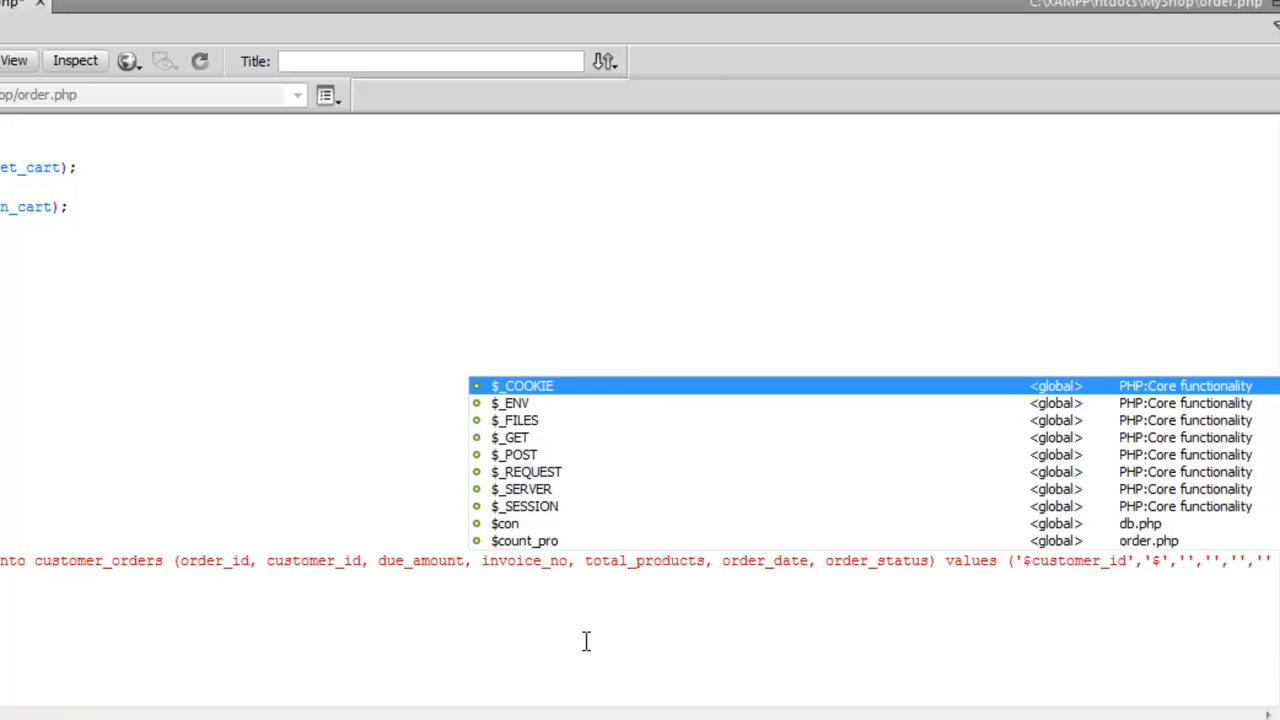 C:\XAMPP\htdocs\MyShop\order.php
View Inspect Title:
op/order.php
et_cart);
n_cart);
$_COOKIE <global> PHP:Core functionality
$_ENV <global> PHP:Core functionality
$_FILES <global> PHP:Core functionality
$_GET <global> PHP:Core functionality
$_POST <global> PHP:Core functionality
$_REQUEST <global> PHP:Core functionality
$_SERVER <global> PHP:Core functionality
$_SESSION <global> PHP:Core functionality
$con <global> db.php
$count_pro <global> order.php
nto customer_orders (order_id, customer_id, due_amount, invoice_no, total_products, order_date, order_status) values ('$customer_id','$','','','',''